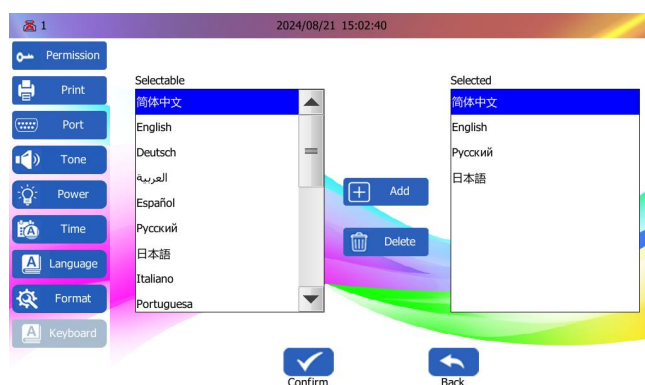 1
2024/08/21 15:02:40
Permission
Print
Port
Tone
Power
Time
Language
Format
Keyboard
Selectable
简体中文
English
Deutsch
العربية
Español
Русский
日本語
Italiano
Portuguesa
Add
Delete
Selected
简体中文
English
Русский
日本語
Confirm
Back